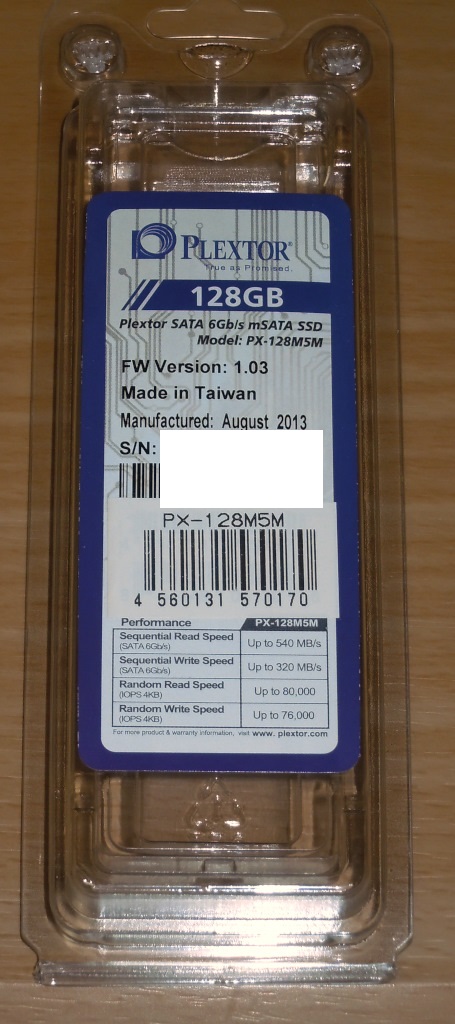 PLEXTOR®
True as Promised.
128GB
Plextor SATA 6Gb/s mSATA SSD
Model: PX-128M5M
FW Version: 1.03
Made in Taiwan
Manufactured: August 2013
S/N:
PX-128M5M
4 560131 570170
Performance PX-128M5M
Sequential Read Speed Up to 540 MB/s
(SATA 6Gb/s)
Sequential Write Speed Up to 320 MB/s
(SATA 6Gb/s)
Random Read Speed Up to 80,000
(IOPS 4KB)
Random Write Speed Up to 76,000
(IOPS 4KB)
For more product & warranty information, visit www. plextor.com